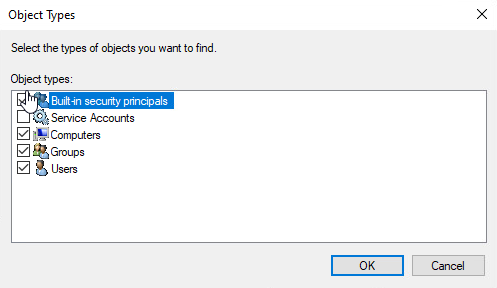 Object Types
Select the types of objects you want to find.
Object types:
Built-in security principals
Service Accounts
Computers
Groups
Users
OK
Cancel